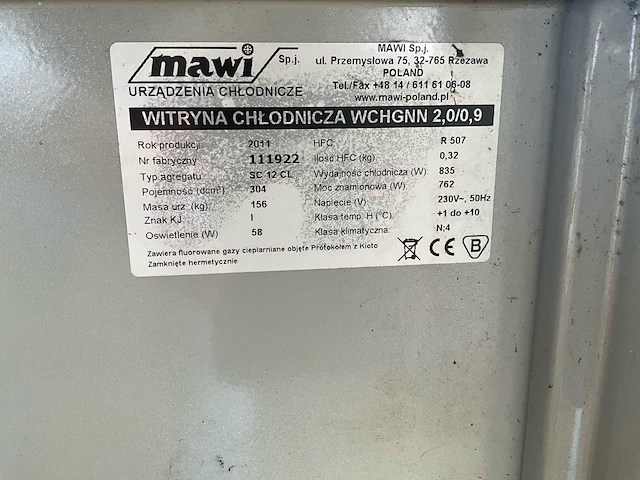 mawi Sp.j.
URZĄDZENIA CHŁODNICZE
MAWI Sp.j.
ul. Przemysłowa 75, 32-765 Rzezawa
POLAND
Tel./Fax +48 14 / 611 61 05-08
www.mawi-poland.pl
WITRYNA CHŁODNICZA WCHGNN 2,0/0,9
Rok produkcji 2011
Nr fabryczny 111922
Typ agregatu SC 12 CL
Pojemność (dcm³) 304
Masa urz. (kg) 156
Znak KJ I
Oświetlenie (W) 58
HFC: R 507
Ilość HFC (kg) 0,32
Wydajność chłodnicza (W) 835
Moc znamionowa (W) 762
Napięcie (V) 230V~, 50Hz
Klasa temp. H (°C) +1 do +10
Klasa klimatyczna N;4
Zawiera fluorowane gazy cieplarniane objęte Protokołem z Kioto
Zamknięte hermetycznie
CE B